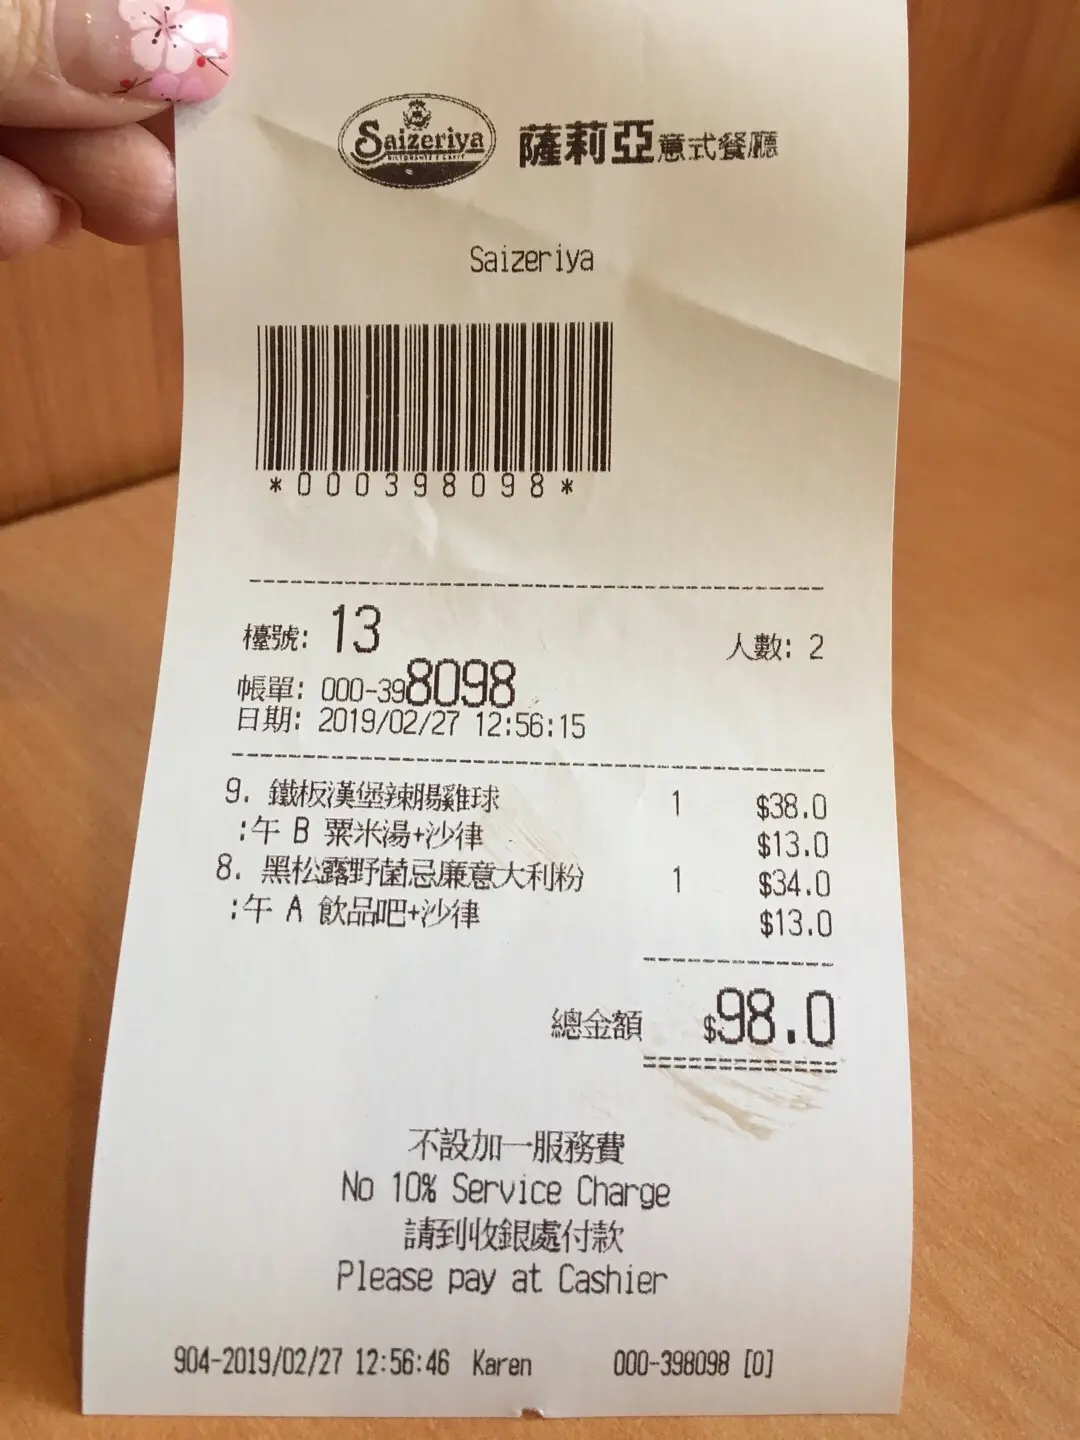 Saizeriya
RISTORANTE E CAFFÈ
薩莉亞意式餐廳
Saizeriya
*000398098*
檯號: 13
人數: 2
帳單: 000-398098
日期: 2019/02/27 12:56:15
9. 鐵板漢堡辣腸雞球 1 $38.0
:午 B 粟米湯+沙律 $13.0
8. 黑松露野菌忌廉意大利粉 1 $34.0
:午 A 飲品吧+沙律 $13.0
總金額 $98.0
不設加一服務費
No 10% Service Charge
請到收銀處付款
Please pay at Cashier
904-2019/02/27 12:56:46 Karen 000-398098 [0]